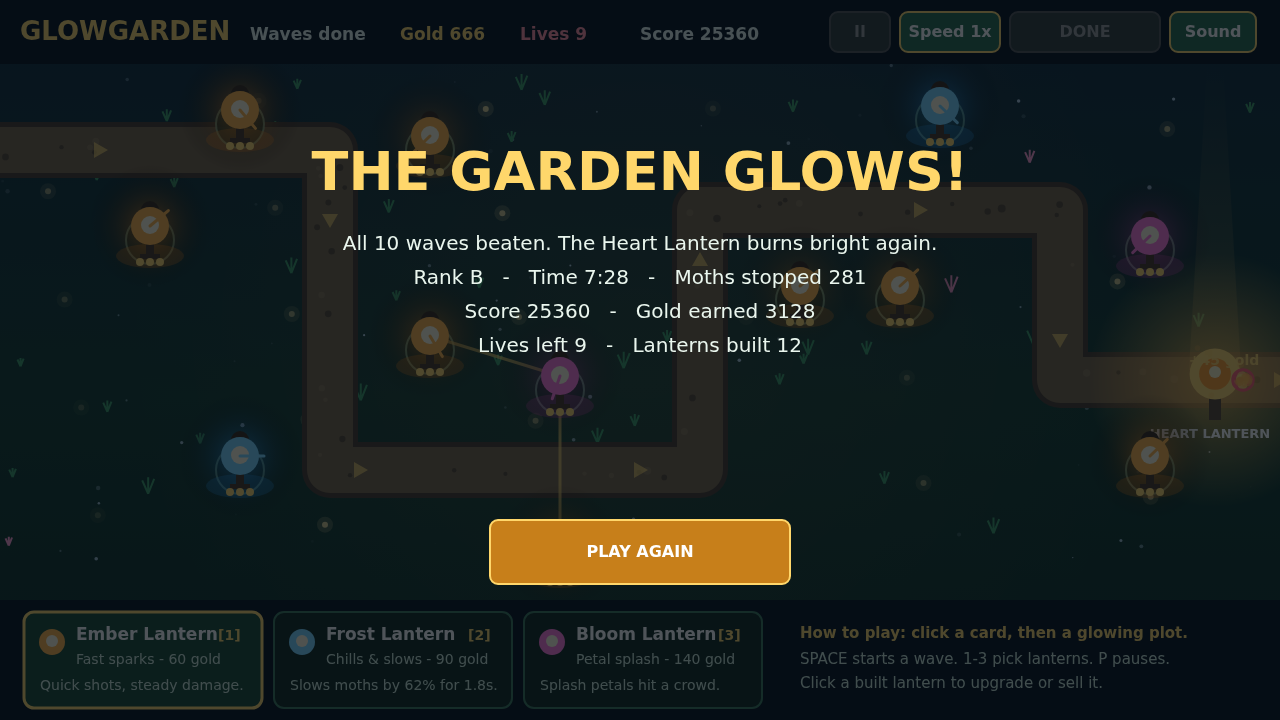 GLOWGARDEN Waves done Gold 666 Lives 9 Score 25360 II Speed 1x DONE Sound
THE GARDEN GLOWS!
All 10 waves beaten. The Heart Lantern burns bright again.
Rank B - Time 7:28 - Moths stopped 281
Score 25360 - Gold earned 3128
Lives left 9 - Lanterns built 12
HEART LANTERN
PLAY AGAIN
Ember Lantern [1]
Fast sparks - 60 gold
Quick shots, steady damage.
Frost Lantern [2]
Chills & slows - 90 gold
Slows moths by 62% for 1.8s.
Bloom Lantern [3]
Petal splash - 140 gold
Splash petals hit a crowd.
How to play: click a card, then a glowing plot.
SPACE starts a wave. 1-3 pick lanterns. P pauses.
Click a built lantern to upgrade or sell it.